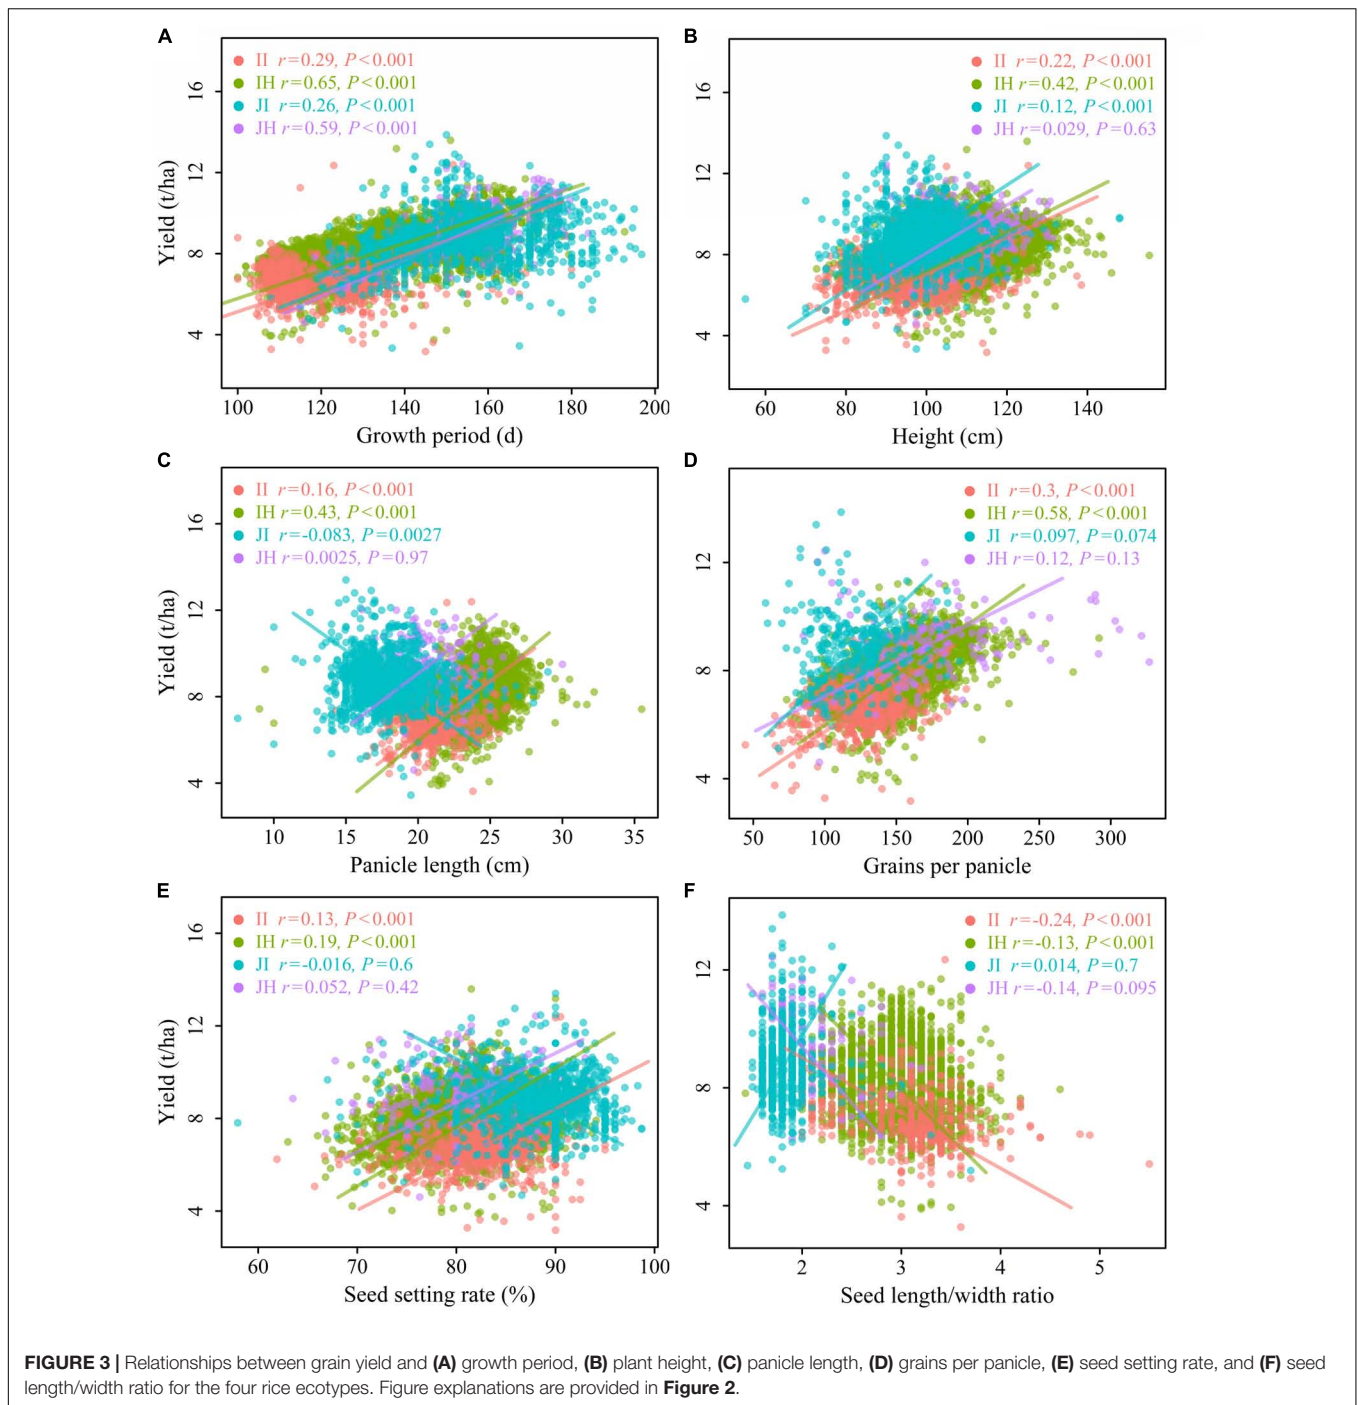 A
II r=0.29, P<0.001
IH r=0.65, P<0.001
JI r=0.26, P<0.001
JH r=0.59, P<0.001
Yield (t/ha)
16
12
8
4
100 120 140 160 180 200
Growth period (d)
B
II r=0.22, P<0.001
IH r=0.42, P<0.001
JI r=0.12, P<0.001
JH r=0.029, P=0.63
16
12
8
4
60 80 100 120 140
Height (cm)
C
II r=0.16, P<0.001
IH r=0.43, P<0.001
JI r=-0.083, P=0.0027
JH r=0.0025, P=0.97
Yield (t/ha)
16
12
8
4
10 15 20 25 30 35
Panicle length (cm)
D
II r=0.3, P<0.001
IH r=0.58, P<0.001
JI r=0.097, P=0.074
JH r=0.12, P=0.13
12
8
4
50 100 150 200 250 300
Grains per panicle
E
II r=0.13, P<0.001
IH r=0.19, P<0.001
JI r=-0.016, P=0.6
JH r=0.052, P=0.42
Yield (t/ha)
16
12
8
4
60 70 80 90 100
Seed setting rate (%)
F
II r=-0.24, P<0.001
IH r=-0.13, P<0.001
JI r=0.014, P=0.7
JH r=-0.14, P=0.095
12
8
4
2 3 4 5
Seed length/width ratio
FIGURE 3 | Relationships between grain yield and (A) growth period, (B) plant height, (C) panicle length, (D) grains per panicle, (E) seed setting rate, and (F) seed
length/width ratio for the four rice ecotypes. Figure explanations are provided in Figure 2.